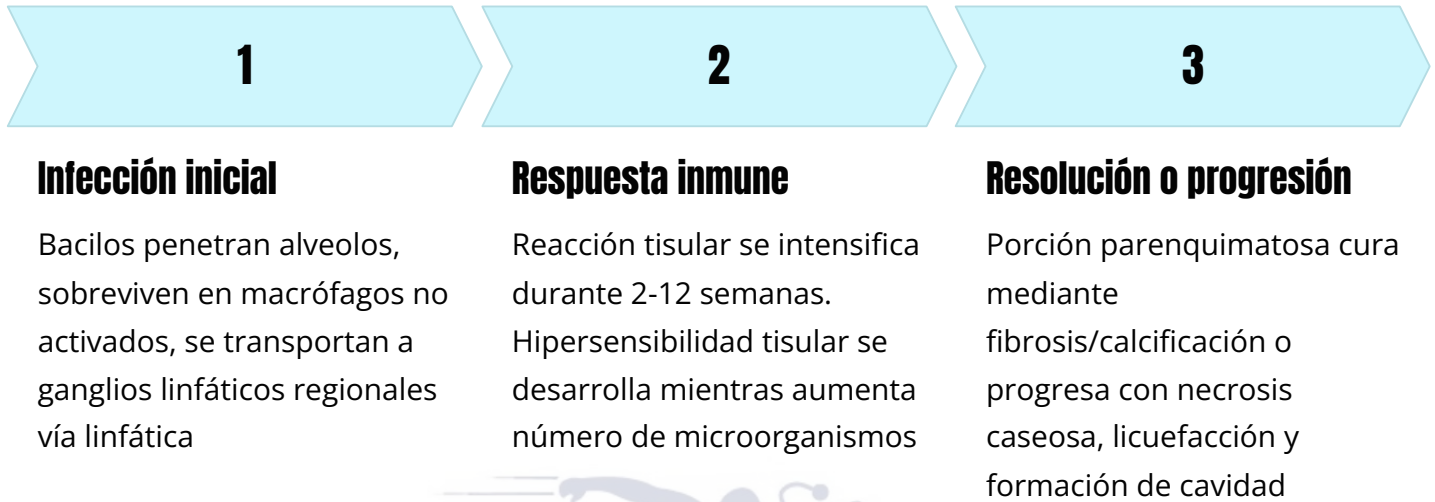 1
Infección inicial
Bacilos penetran alveolos,
sobreviven en macrófagos no
activados, se transportan a
ganglios linfáticos regionales
vía linfática
2
Respuesta inmune
Reacción tisular se intensifica
durante 2-12 semanas.
Hipersensibilidad tisular se
desarrolla mientras aumenta
número de microorganismos
3
Resolución o progresión
Porción parenquimatosa cura
mediante
fibrosis/calcificación o
progresa con necrosis
caseosa, licuefacción y
formación de cavidad